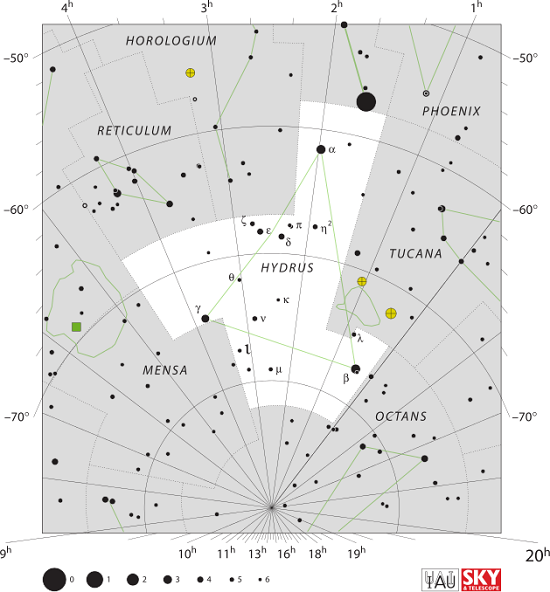 4h 3h 2h 1h
−50° HOROLOGIUM −50°
PHOENIX
RETICULUM
α
−60° −60°
ζ ε π δ η2
TUCANA
HYDRUS
θ
κ
γ ν
λ
ι
MENSA μ β
−70° OCTANS −70°
9h 10h 11h 13h 16h 18h 19h 20h
0 1 2 3 4 5 6
IAU SKY
& TELESCOPE